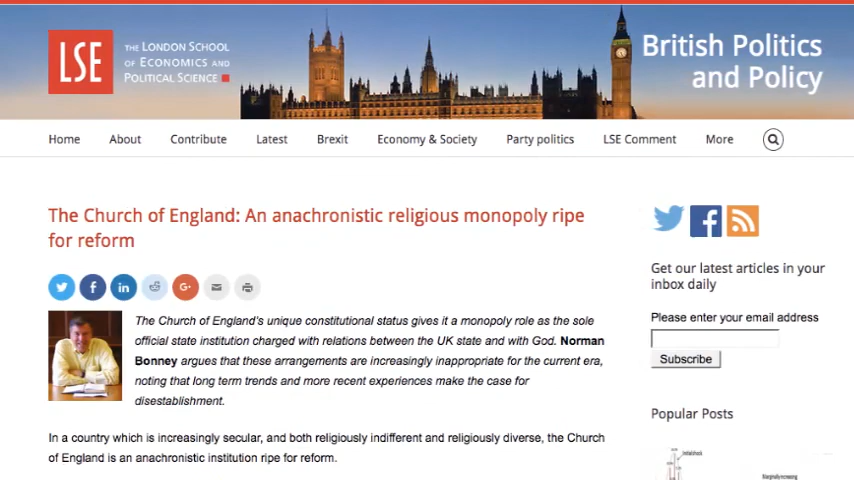 LSE
THE LONDON SCHOOL
OF ECONOMICS AND
POLITICAL SCIENCE
British Politics
and Policy
Home About Contribute Latest Brexit Economy & Society Party politics LSE Comment More
The Church of England: An anachronistic religious monopoly ripe
for reform
The Church of England's unique constitutional status gives it a monopoly role as the sole
official state institution charged with relations between the UK state and with God. Norman
Bonney argues that these arrangements are increasingly inappropriate for the current era,
noting that long term trends and more recent experiences make the case for
disestablishment.
In a country which is increasingly secular, and both religiously indifferent and religiously diverse, the Church
of England is an anachronistic institution ripe for reform.
Get our latest articles in your
inbox daily
Please enter your email address
Subscribe
Popular Posts